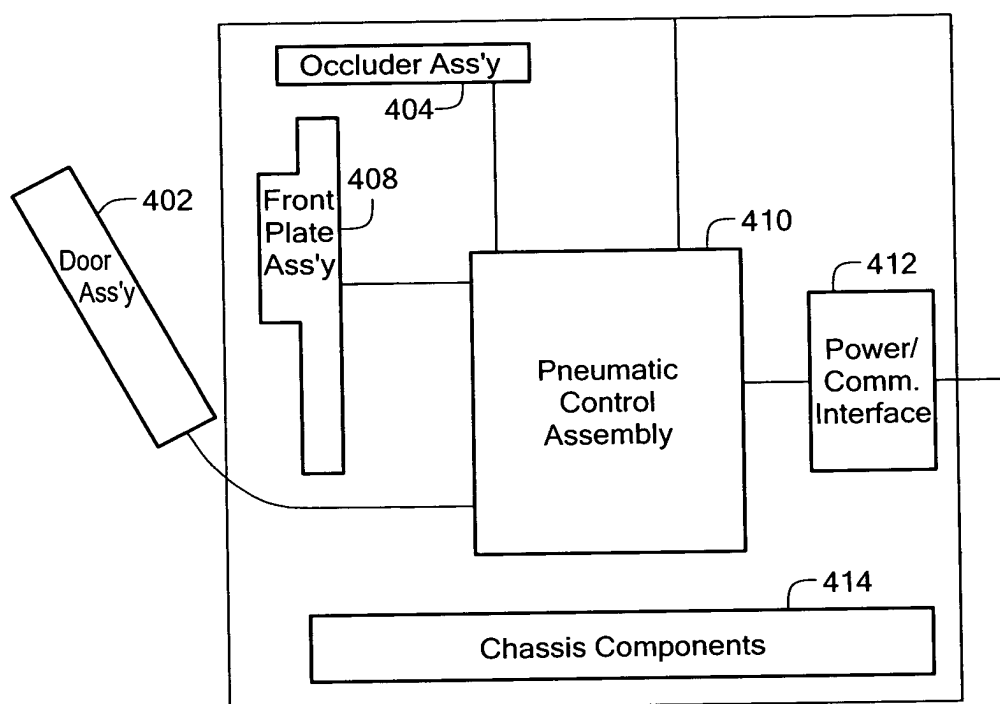 Occluder Ass'y
404
402
Door
Ass'y
Front
Plate
Ass'y
408
410
Pneumatic
Control
Assembly
412
Power/
Comm.
Interface
414
Chassis Components